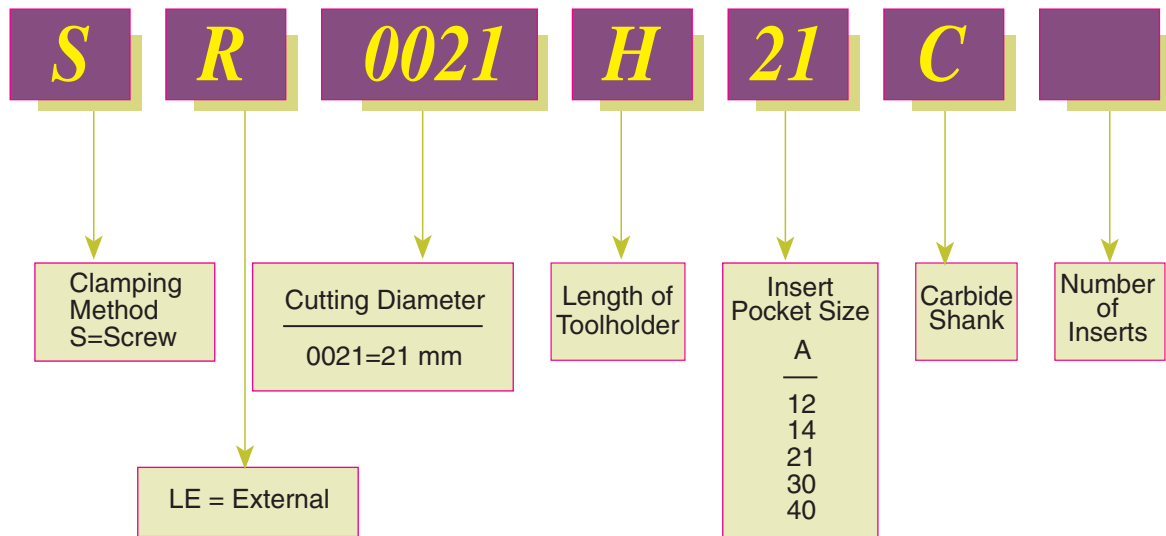 S R 0021 H 21 C
Clamping
Method
S=Screw
Cutting Diameter
0021=21 mm
Length of
Toolholder
Insert
Pocket Size
A
12
14
21
30
40
Carbide
Shank
Number
of
Inserts
LE = External